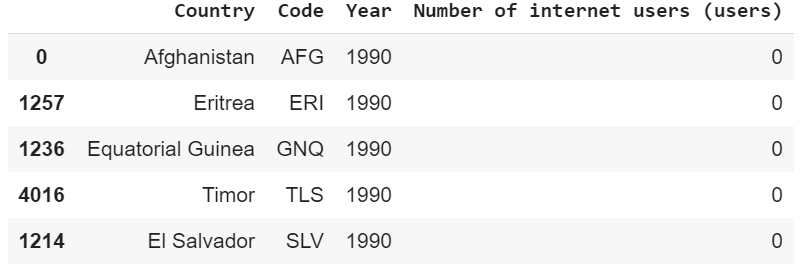 Country Code Year Number of internet users (users)
0 Afghanistan AFG 1990 0
1257 Eritrea ERI 1990 0
1236 Equatorial Guinea GNQ 1990 0
4016 Timor TLS 1990 0
1214 El Salvador SLV 1990 0